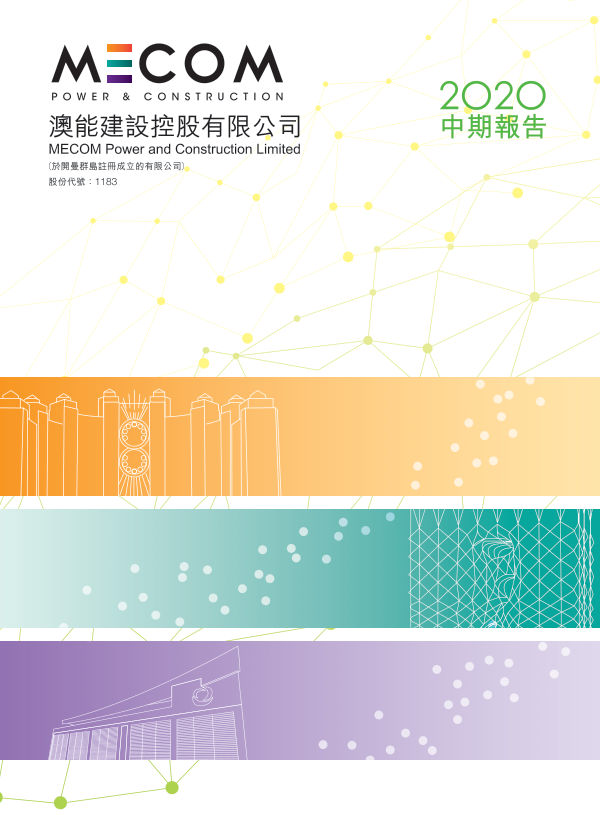 MECOM
POWER & CONSTRUCTION
澳能建設控股有限公司
MECOM Power and Construction Limited
(於開曼群島註冊成立的有限公司)
股份代號：1183
2020
中期報告